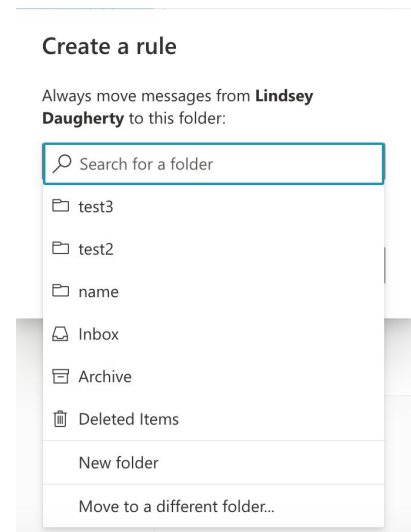 Create a rule
Always move messages from Lindsey
Daugherty to this folder:
Search for a folder
test3
test2
name
Inbox
Archive
Deleted Items
New folder
Move to a different folder...